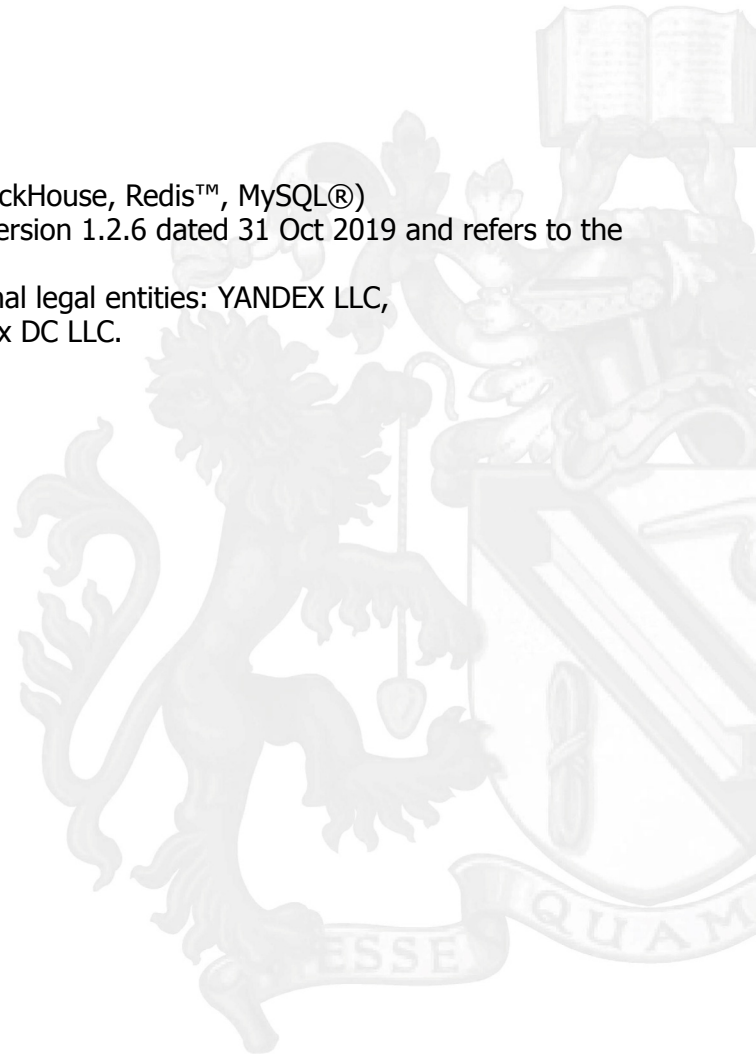 ckHouse, Redis™, MySQL®)
ersion 1.2.6 dated 31 Oct 2019 and refers to the
nal legal entities: YANDEX LLC,
x DC LLC.
ESSE
QUAM